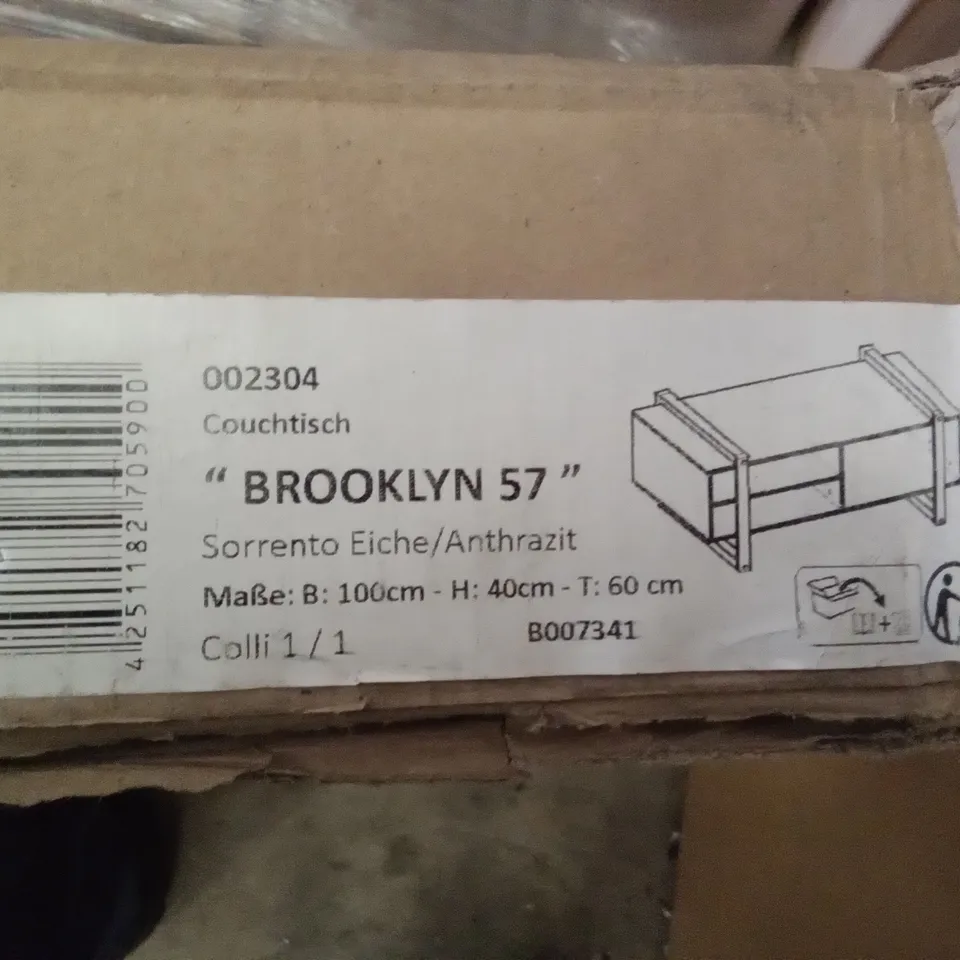 002304
Couchtisch
“ BROOKLYN 57 ”
Sorrento Eiche/Anthrazit
Maße: B: 100cm - H: 40cm - T: 60 cm
Colli 1 / 1
B007341
4 251182 705900